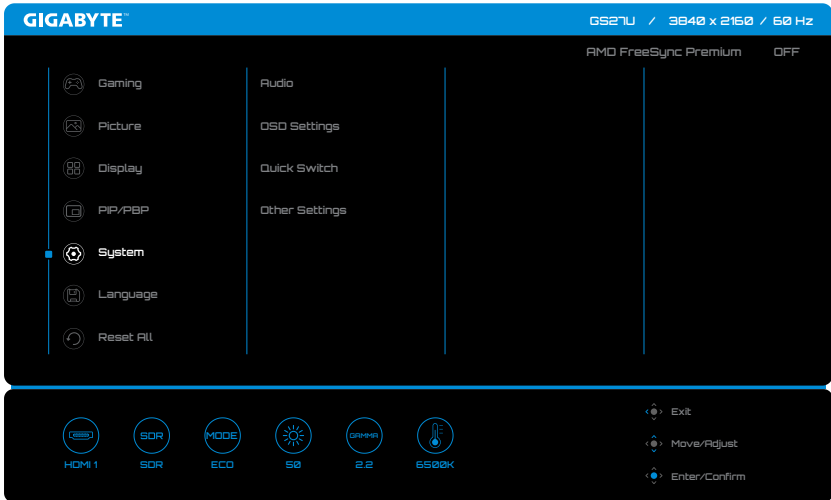 GIGABYTE™
GS27U / 3840 x 2160 / 60 Hz
AMD FreeSync Premium OFF
Gaming
Picture
Display
PIP/PBP
System
Language
Reset All
Audio
OSD Settings
Quick Switch
Other Settings
SDR
MODE
GAMMA
HDMI 1
SDR
ECO
50
2.2
6500K
Exit
Move/Adjust
Enter/Confirm